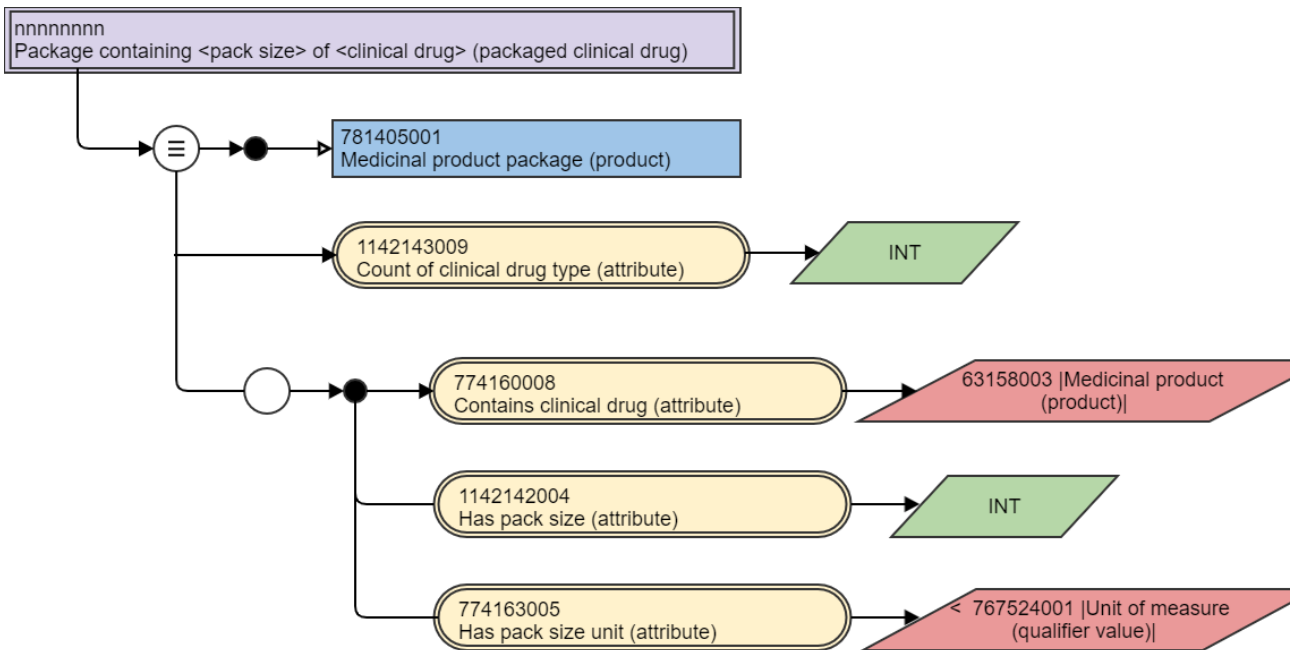 nnnnnnnn
Package containing <pack size> of <clinical drug> (packaged clinical drug)
781405001
Medicinal product package (product)
1142143009
Count of clinical drug type (attribute)
INT
774160008
Contains clinical drug (attribute)
63158003 |Medicinal product
(product)|
1142142004
Has pack size (attribute)
INT
774163005
Has pack size unit (attribute)
< 767524001 |Unit of measure
(qualifier value)|